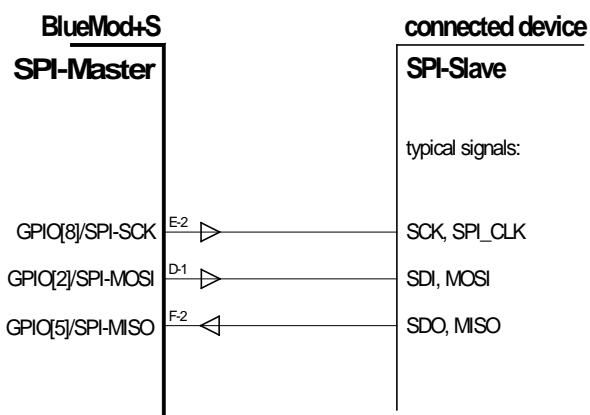 BlueMod+S
connected device
SPI-Master
SPI-Slave
typical signals:
GPIO[8]/SPI-SCK
E-2
SCK, SPI_CLK
GPIO[2]/SPI-MOSI
D-1
SDI, MOSI
GPIO[5]/SPI-MISO
F-2
SDO, MISO